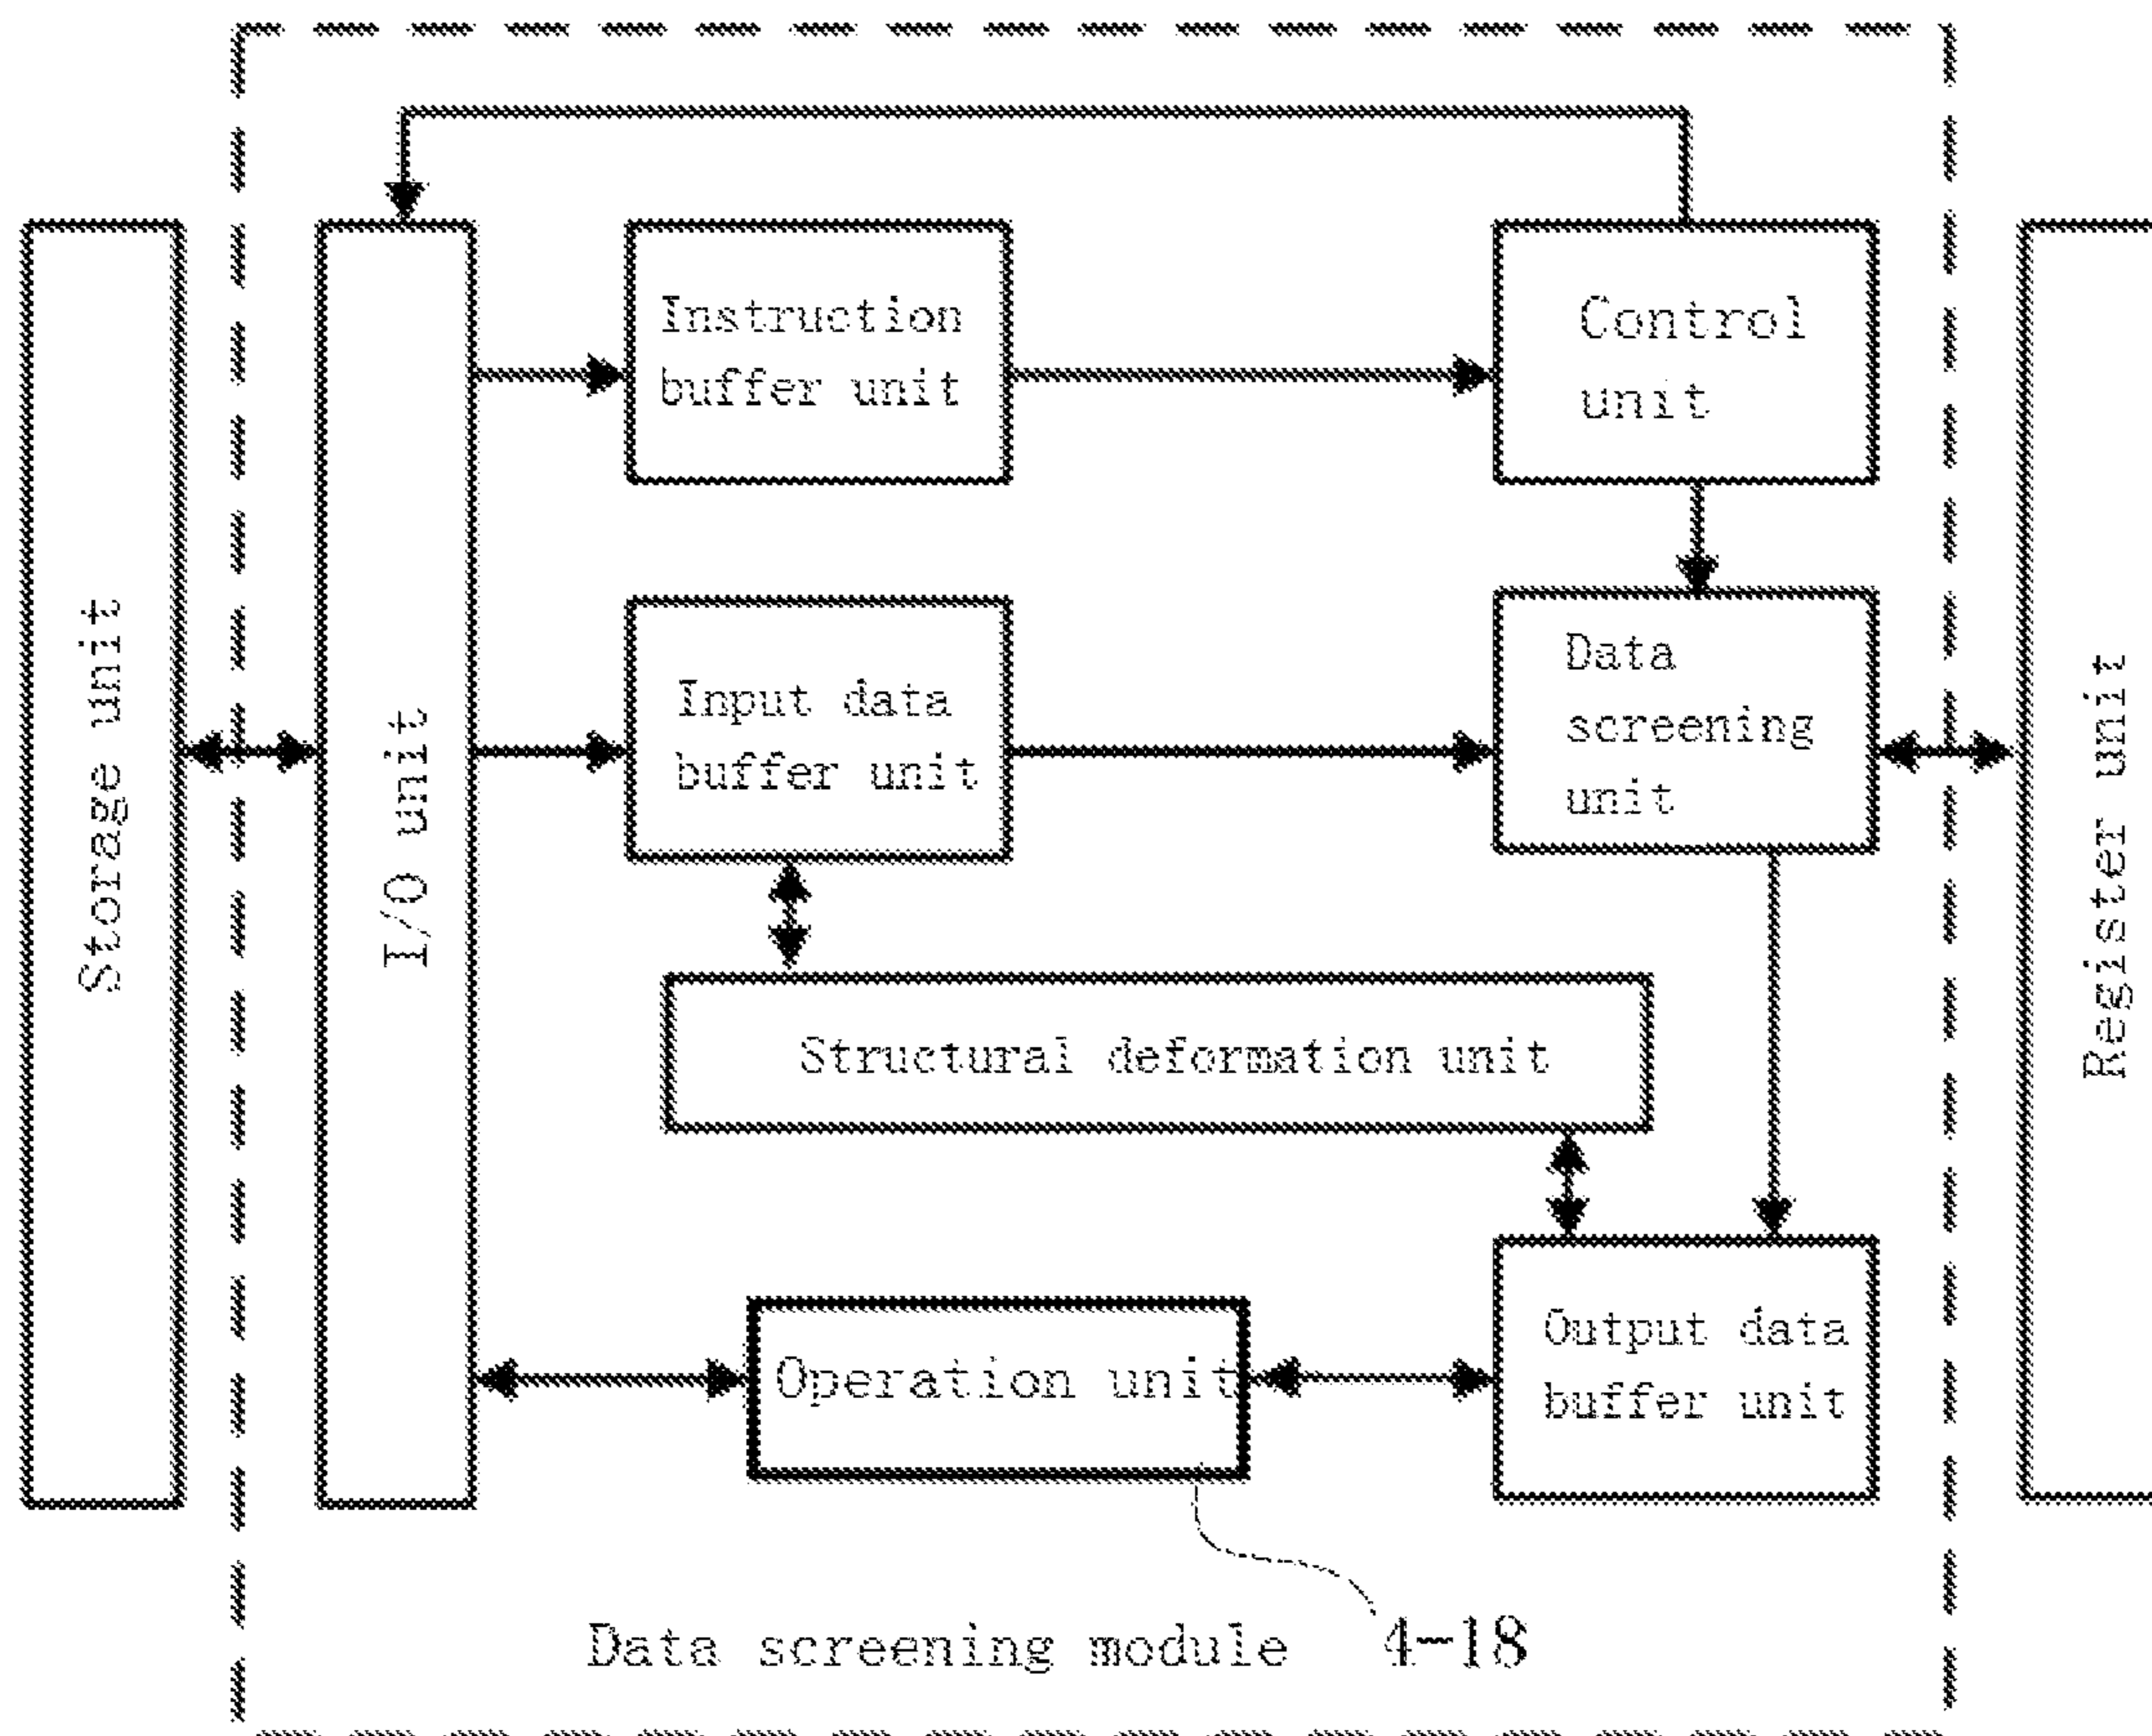 Storage unit
I/O unit
Instruction
buffer unit
Control
unit
Input data
buffer unit
Data
screening
unit
Register unit
Structural deformation unit
Operation unit
Output data
buffer unit
Data screening module
4-18